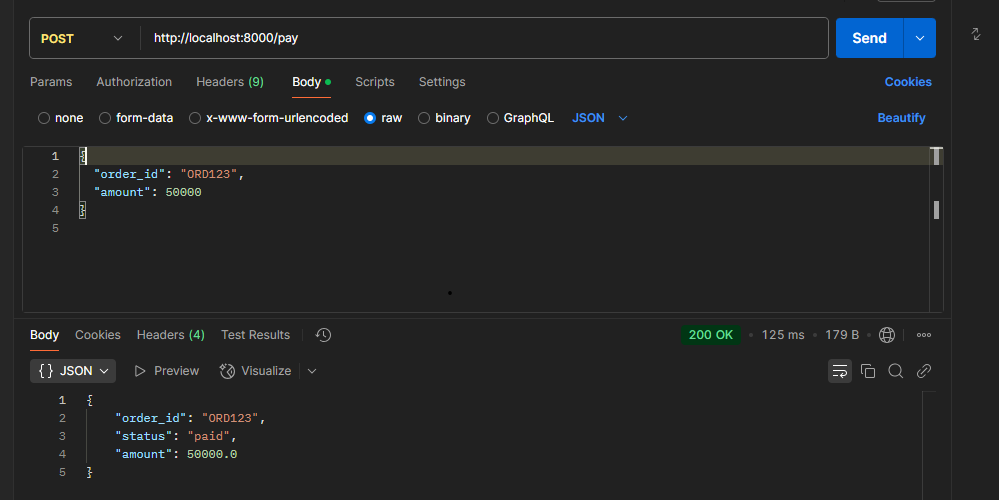 POST http://localhost:8000/pay Send
Params Authorization Headers (9) Body Scripts Settings Cookies
none form-data x-www-form-urlencoded raw binary GraphQL JSON Beautify
1 {
2 "order_id": "ORD123",
3 "amount": 50000
4 }
5
Body Cookies Headers (4) Test Results 200 OK • 125 ms • 179 B •
{ } JSON Preview Visualize
1 {
2 "order_id": "ORD123",
3 "status": "paid",
4 "amount": 50000.0
5 }